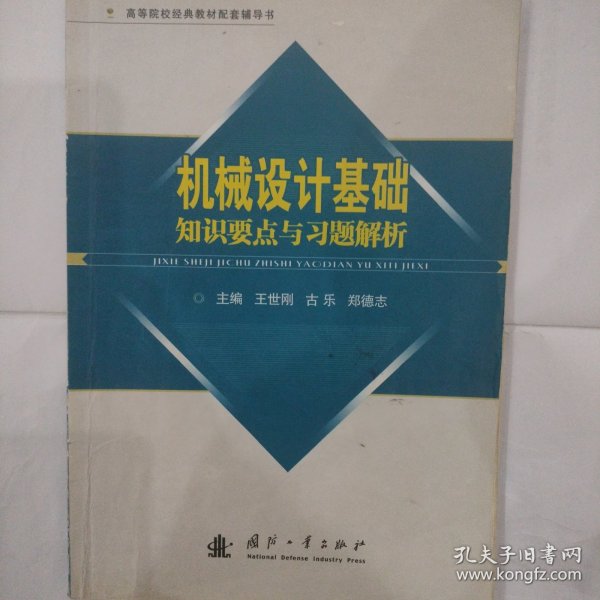 高等院校经典教材配套辅导书
机械设计基础
知识要点与习题解析
JIXIE SHEJI JICHU ZHISHI YAODIAN YU XITI JIEXI
◎ 主编 王世刚 古乐 郑德志
国防工业出版社
National Defense Industry Press
孔夫子旧书网
www.kongfz.com